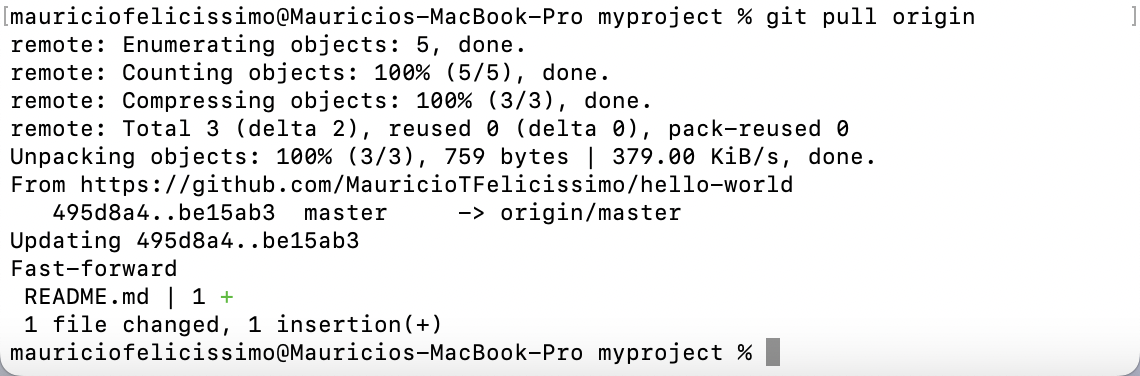 [mauriciofelicissimo@Mauricios-MacBook-Pro myproject % git pull origin ]
remote: Enumerating objects: 5, done.
remote: Counting objects: 100% (5/5), done.
remote: Compressing objects: 100% (3/3), done.
remote: Total 3 (delta 2), reused 0 (delta 0), pack-reused 0
Unpacking objects: 100% (3/3), 759 bytes | 379.00 KiB/s, done.
From https://github.com/MauricioTFelicissimo/hello-world
   495d8a4..be15ab3  master     -> origin/master
Updating 495d8a4..be15ab3
Fast-forward
 README.md | 1 +
 1 file changed, 1 insertion(+)
mauriciofelicissimo@Mauricios-MacBook-Pro myproject %